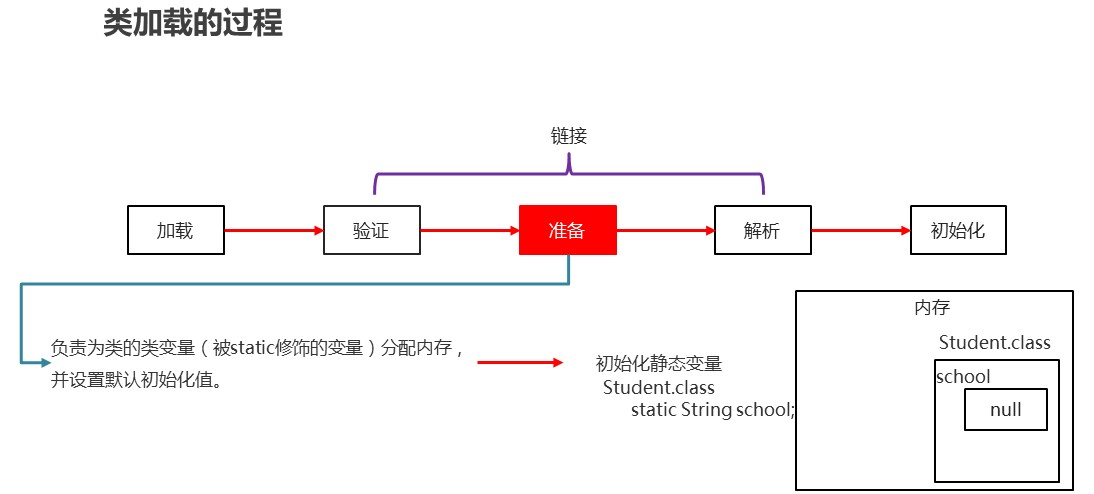 类加载的过程
链接
加载
验证
准备
解析
初始化
负责为类的类变量（被static修饰的变量）分配内存，
并设置默认初始化值。
初始化静态变量
Student.class
static String school;
内存
Student.class
school
null